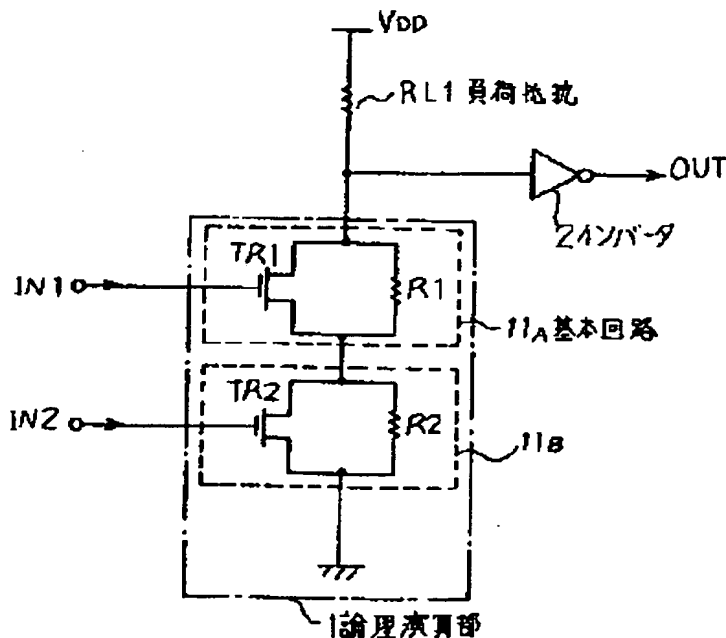 VDD
RL1 負荷抵抗
OUT
2インバータ
TR1
IN1
R1
11A基本回路
TR2
IN2
R2
11B
1論理演算部